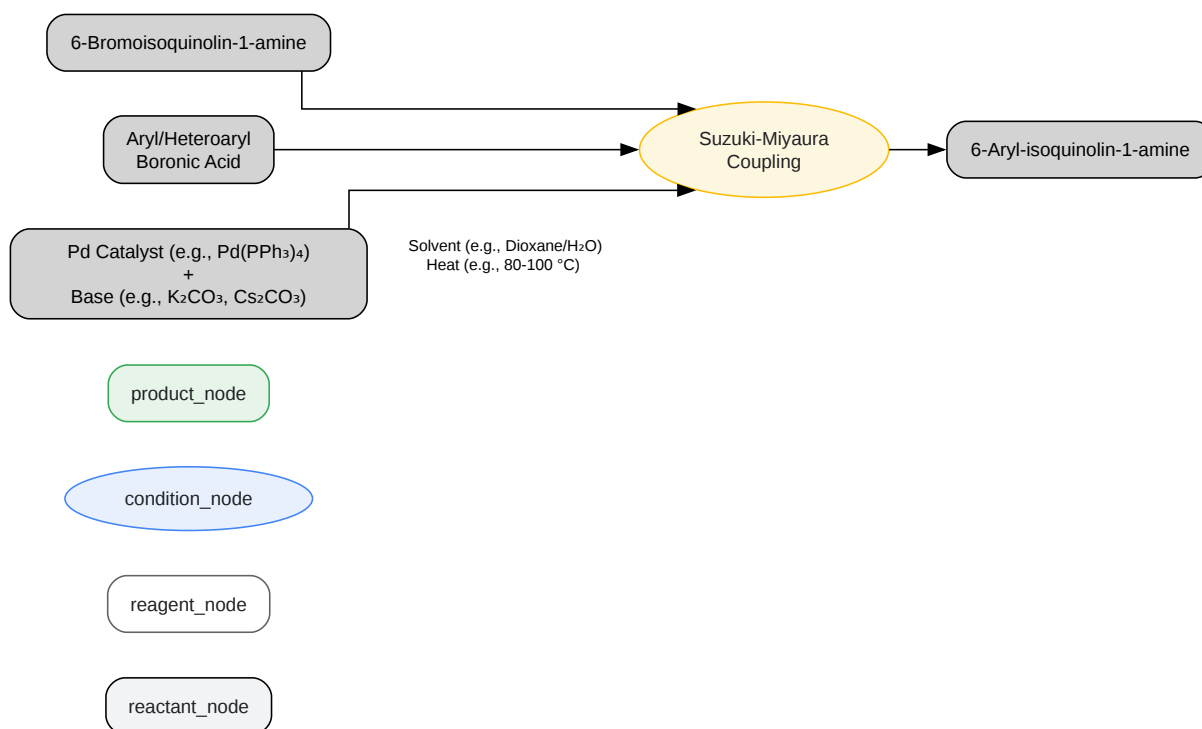 6-Bromoisoquinolin-1-amine
Aryl/Heteroaryl
Boronic Acid
Suzuki-Miyaura
Coupling
6-Aryl-isoquinolin-1-amine
Pd Catalyst (e.g., Pd(PPh₃)₄)
+
Base (e.g., K₂CO₃, Cs₂CO₃)
Solvent (e.g., Dioxane/H₂O)
Heat (e.g., 80-100 °C)
product_node
condition_node
reagent_node
reactant_node